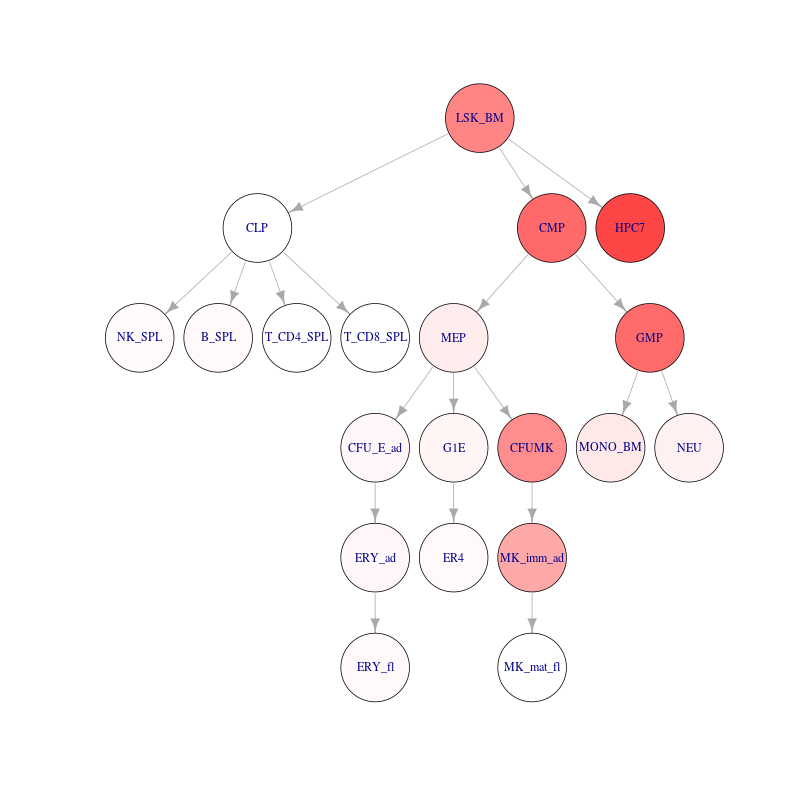 LSK_BM
CLP
CMP
HPC7
NK_SPL
B_SPL
T_CD4_SPL
T_CD8_SPL
MEP
GMP
CFU_E_ad
G1E
CFUMK
MONO_BM
NEU
ERY_ad
ER4
MK_imm_ad
ERY_fl
MK_mat_fl